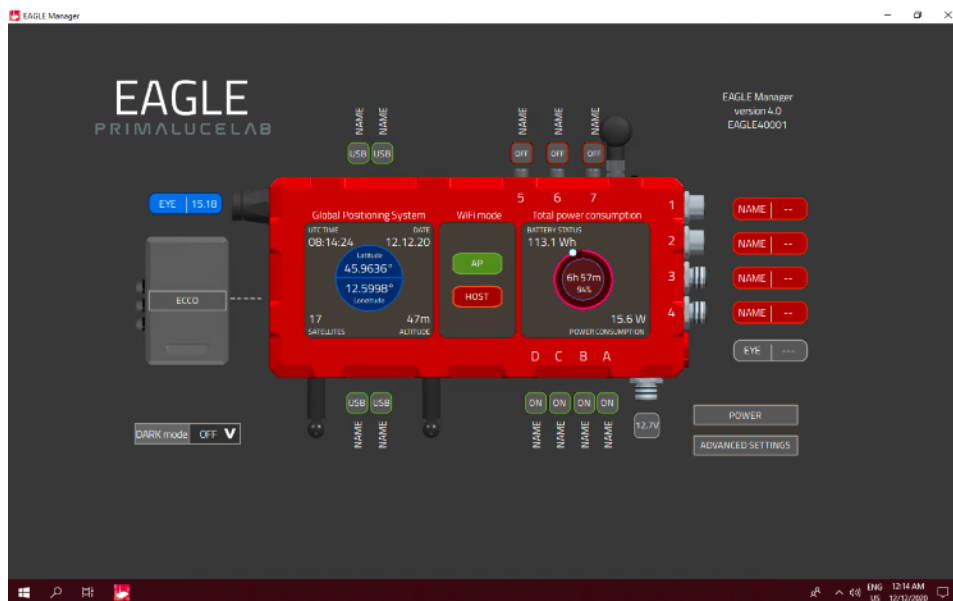 EAGLE Manager
EAGLE
PRIMALUCELAB
EAGLE Manager
version 4.0
EAGLE40001
NAME
NAME
NAME
NAME
NAME
USB
USB
OFF
OFF
OFF
5 6 7
EYE 15.18
ECCO
Global Positioning System
UTC TIME DATE
08:14:24 12.12.20
Latitude
45.9636°
12.5998°
Longitude
17 47m
SATELLITES ALTITUDE
WiFi mode
AP
HOST
Total power consumption
BATTERY STATUS
113.1 Wh
6h 57m
94%
15.6 W
POWER CONSUMPTION
1
NAME --
2
NAME --
3
NAME --
4
NAME --
EYE ---
D C B A
USB
USB
ON
ON
ON
ON
12.7V
NAME
NAME
NAME
NAME
NAME
NAME
DARK mode OFF V
POWER
ADVANCED SETTINGS
ENG 12:14 AM
US 12/12/2020